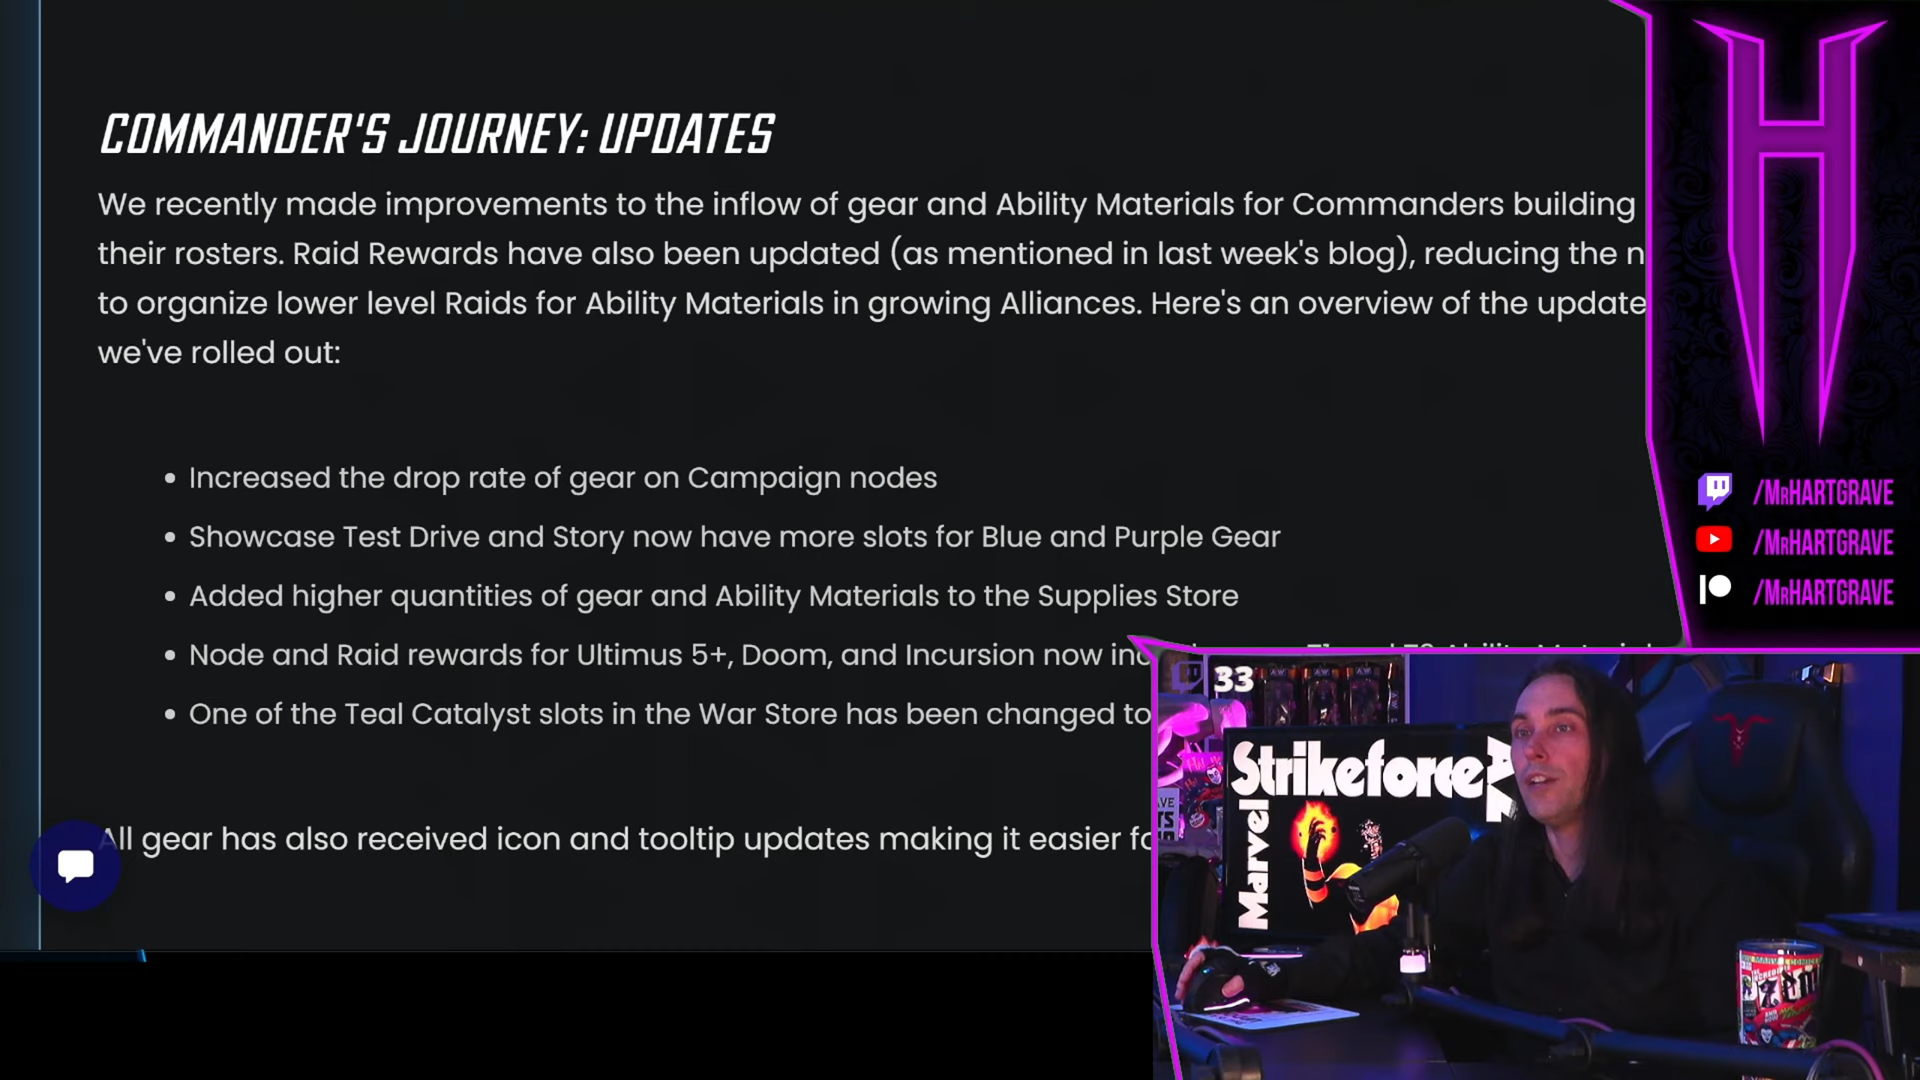 COMMANDER'S JOURNEY: UPDATES
We recently made improvements to the inflow of gear and Ability Materials for Commanders building
their rosters. Raid Rewards have also been updated (as mentioned in last week's blog), reducing the n
to organize lower level Raids for Ability Materials in growing Alliances. Here's an overview of the update
we've rolled out:
• Increased the drop rate of gear on Campaign nodes
• Showcase Test Drive and Story now have more slots for Blue and Purple Gear
• Added higher quantities of gear and Ability Materials to the Supplies Store
• Node and Raid rewards for Ultimus 5+, Doom, and Incursion now inc
• One of the Teal Catalyst slots in the War Store has been changed to
All gear has also received icon and tooltip updates making it easier fo
H
/MrHARTGRAVE
/MrHARTGRAVE
/MrHARTGRAVE
33
Strikeforce
Marvel